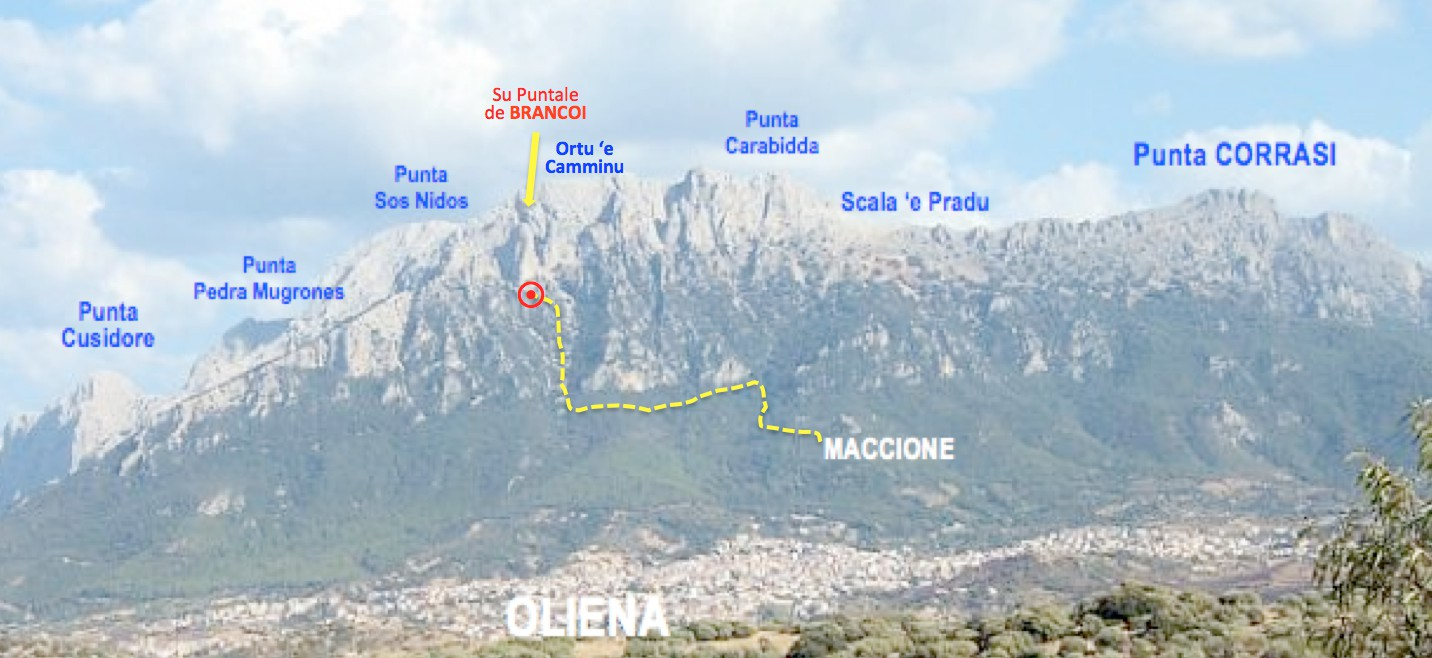 Su Puntale
de BRANCOI
Ortu ‘e
Camminu
Punta
Carabidda
Punta CORRASI
Punta
Sos Nidos
Scala ‘e Pradu
Punta
Pedra Mugrones
Punta
Cusidore
MACCIONE
OLIENA